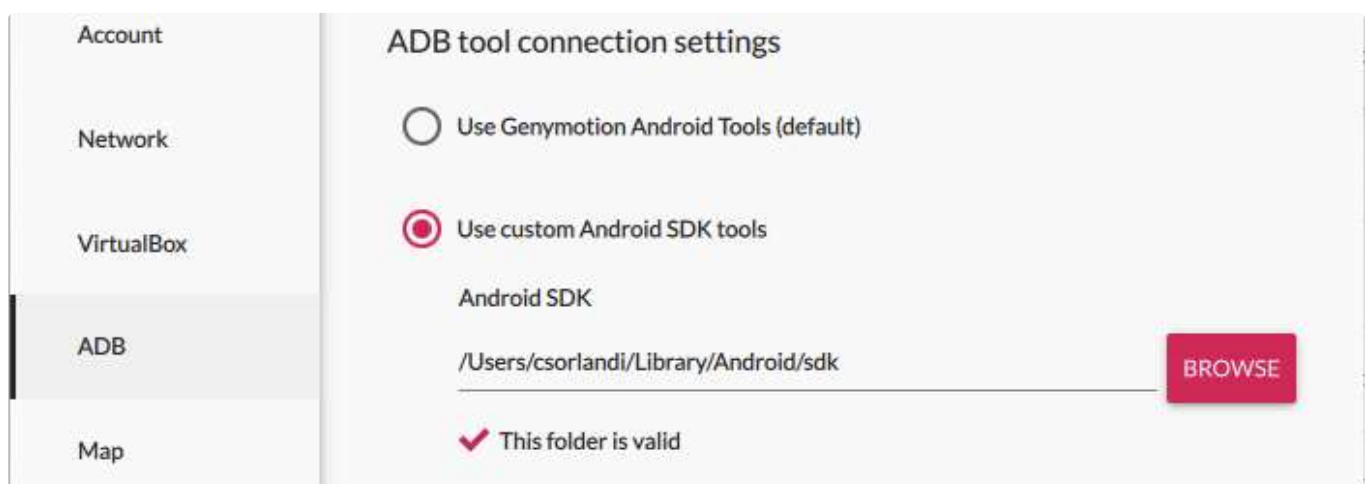 Account
Network
VirtualBox
ADB
Map
ADB tool connection settings
Use Genymotion Android Tools (default)
Use custom Android SDK tools
Android SDK
/Users/csorlandi/Library/Android/sdk
BROWSE
This folder is valid